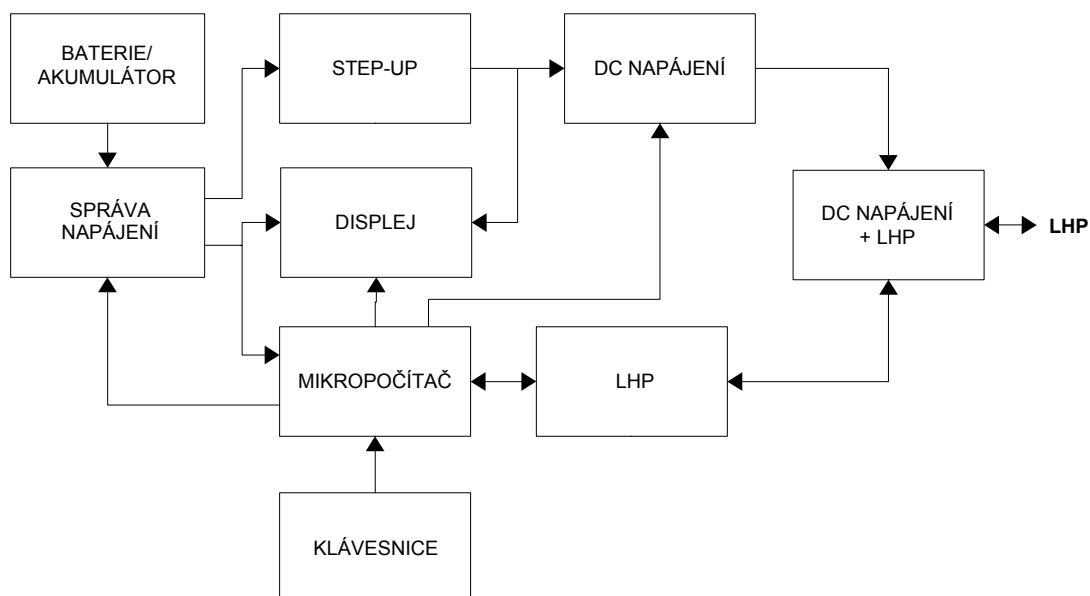 BATERIE/
AKUMULÁTOR
STEP-UP
DC NAPÁJENÍ
SPRÁVA
NAPÁJENÍ
DISPLEJ
DC NAPÁJENÍ
+ LHP
LHP
MIKROPOČÍTAČ
LHP
KLÁVESNICE